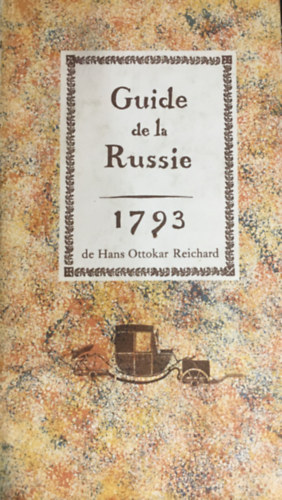 Guide
de la
Russie
1793
de Hans Ottokar Reichard